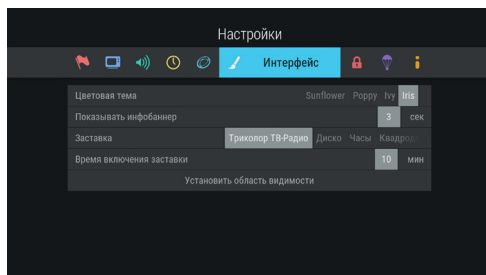 Настройки
Интерфейс
Цветовая тема Sunflower Poppy Ivy Iris
Показывать инфобаннер 3 сек
Заставка Триколор ТВ-Радио Диско Часы Квадро
Время включения заставки 10 мин
Установить область видимости